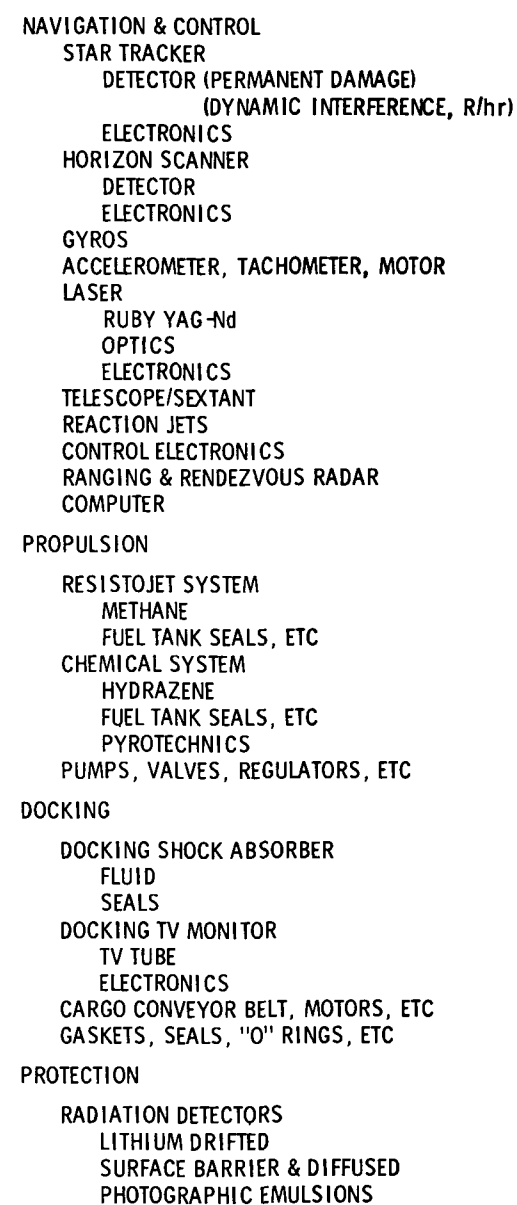 NAVIGATION & CONTROL
STAR TRACKER
DETECTOR (PERMANENT DAMAGE)
(DYNAMIC INTERFERENCE, R/hr)
ELECTRONICS
HORIZON SCANNER
DETECTOR
ELECTRONICS
GYROS
ACCELEROMETER, TACHOMETER, MOTOR
LASER
RUBY YAG-Nd
OPTICS
ELECTRONICS
TELESCOPE/SEXTANT
REACTION JETS
CONTROL ELECTRONICS
RANGING & RENDEZVOUS RADAR
COMPUTER
PROPULSION
RESISTOJET SYSTEM
METHANE
FUEL TANK SEALS, ETC
CHEMICAL SYSTEM
HYDRAZENE
FUEL TANK SEALS, ETC
PYROTECHNICS
PUMPS, VALVES, REGULATORS, ETC
DOCKING
DOCKING SHOCK ABSORBER
FLUID
SEALS
DOCKING TV MONITOR
TV TUBE
ELECTRONICS
CARGO CONVEYOR BELT, MOTORS, ETC
GASKETS, SEALS, "O" RINGS, ETC
PROTECTION
RADIATION DETECTORS
LITHIUM DRIFTED
SURFACE BARRIER & DIFFUSED
PHOTOGRAPHIC EMULSIONS